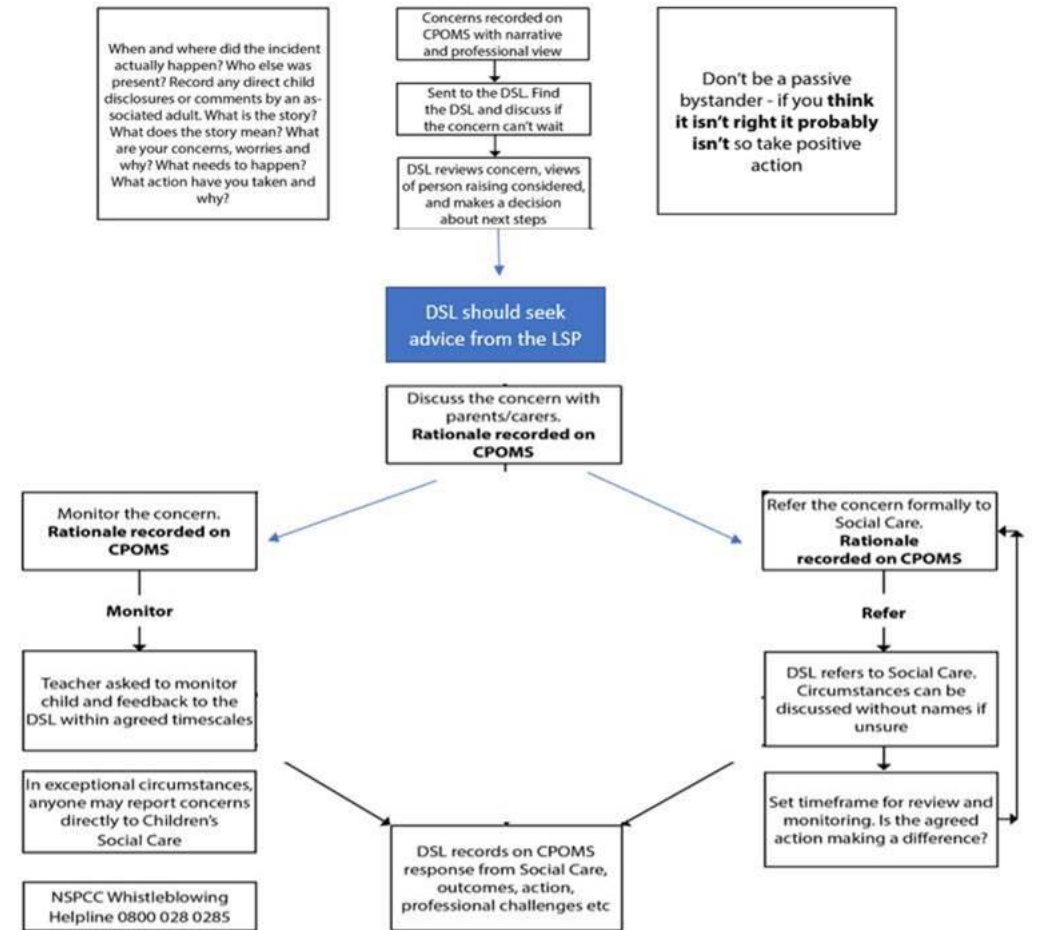 When and where did the incident
actually happen? Who else was
present? Record any direct child
disclosures or comments by an as-
sociated adult. What is the story?
What does the story mean? What
are your concerns, worries and
why? What needs to happen?
What action have you taken and
why?
Concerns recorded on
CPOMS with narrative
and professional view
Sent to the DSL. Find
the DSL and discuss if
the concern can't wait
DSL reviews concern, views
of person raising considered,
and makes a decision
about next steps
Don't be a passive
bystander - if you think
it isn't right it probably
isn't so take positive
action
DSL should seek
advice from the LSP
Discuss the concern with
parents/carers.
Rationale recorded on
CPOMS
Monitor the concern.
Rationale recorded on
CPOMS
Monitor
Teacher asked to monitor
child and feedback to the
DSL within agreed timescales
In exceptional circumstances,
anyone may report concerns
directly to Children's
Social Care
NSPCC Whistleblowing
Helpline 0800 028 0285
Refer the concern formally to
Social Care.
Rationale
recorded on CPOMS
Refer
DSL refers to Social Care.
Circumstances can be
discussed without names if
unsure
Set timeframe for review and
monitoring. Is the agreed
action making a difference?
DSL records on CPOMS
response from Social Care,
outcomes, action,
professional challenges etc